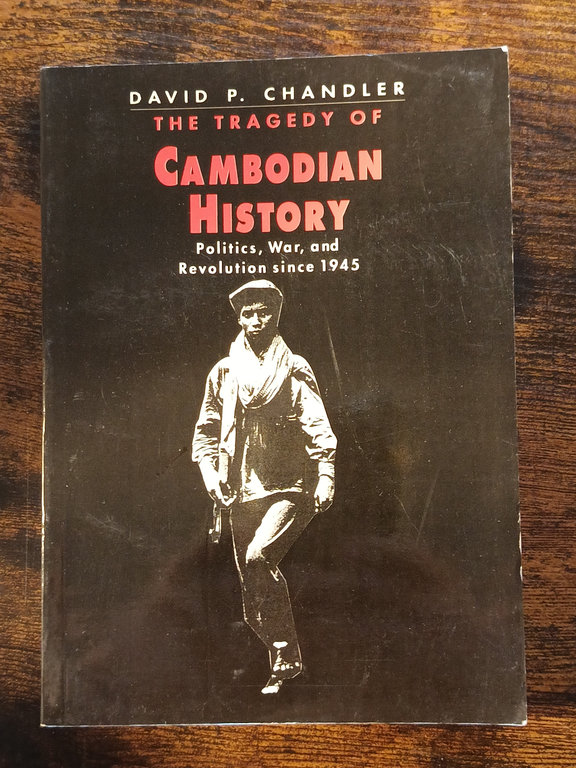 DAVID P. CHANDLER
THE TRAGEDY OF
CAMBODIAN
HISTORY
Politics, War, and
Revolution since 1945